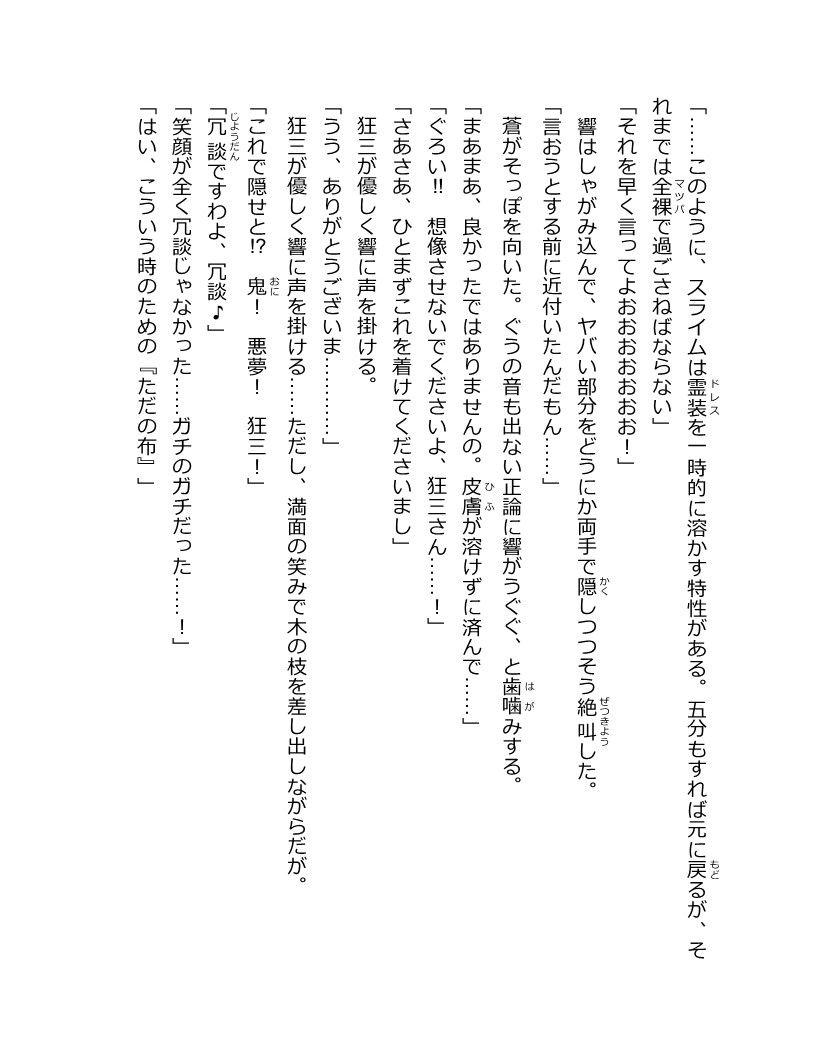 「……このように、スライムは霊装を一時的に溶かす特性がある。五分もすれば元に戻るが、そ
れまでは全裸で過ごさねばならない」
「それを早く言ってよおおおおおおお！」
　響はしゃがみ込んで、ヤバい部分をどうにか両手で隠しつつそう絶叫した。
「言おうとする前に近付いたんだもん……」
　蒼がそっぽを向いた。ぐうの音も出ない正論に響がうぐぐ、と歯噛みする。
「まあまあ、良かったではありませんの。皮膚が溶けずに済んで……」
「ぐろい‼　想像させないでくださいよ、狂三さん……！」
「さあさあ、ひとまずこれを着けてくださいまし」
　狂三が優しく響に声を掛ける。
「うう、ありがとうございま…………」
　狂三が優しく響に声を掛ける……ただし、満面の笑みで木の枝を差し出しながらだが。
「これで隠せと⁉　鬼！　悪夢！　狂三！」
「冗談ですわよ、冗談♪」
「笑顔が全く冗談じゃなかった……ガチのガチだった……！」
「はい、こういう時のための『ただの布』」